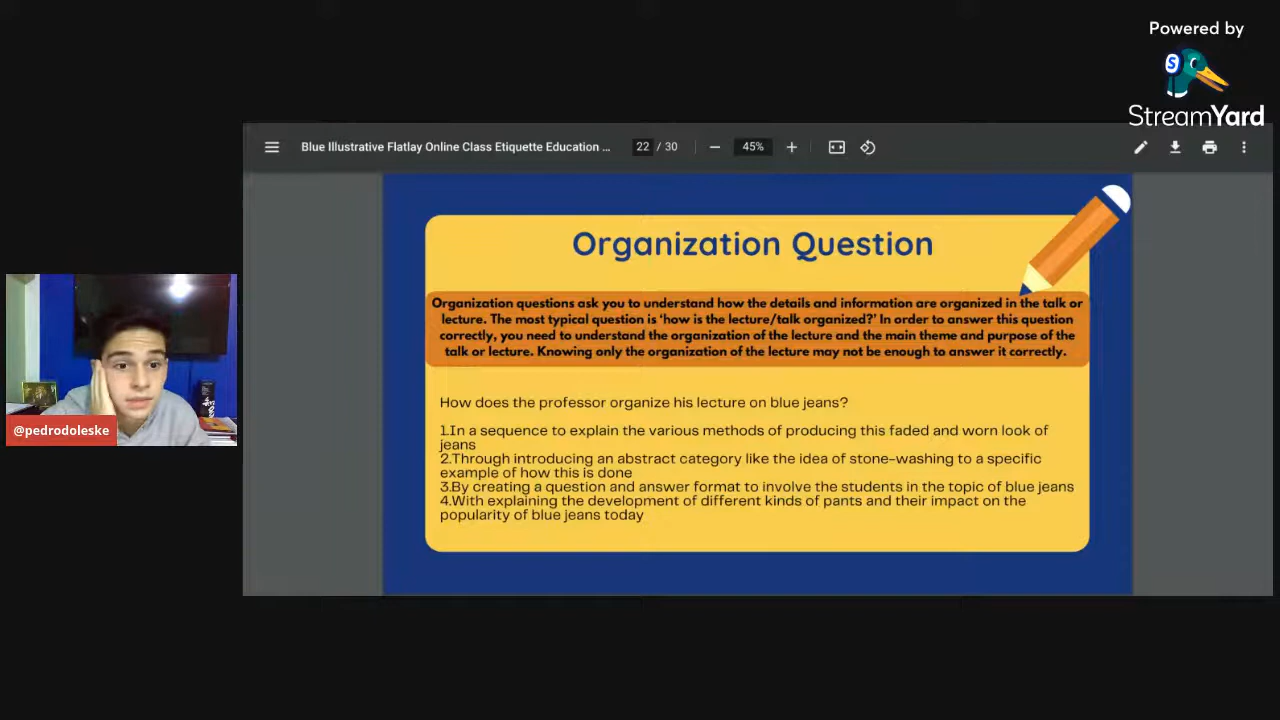 Powered by
S
StreamYard
Blue Illustrative Flatlay Online Class Etiquette Education ...
22 / 30
45%
Organization Question
Organization questions ask you to understand how the details and information are organized in the talk or
lecture. The most typical question is ‘how is the lecture/talk organized?’ In order to answer this question
correctly, you need to understand the organization of the lecture and the main theme and purpose of the
talk or lecture. Knowing only the organization of the lecture may not be enough to answer it correctly.
How does the professor organize his lecture on blue jeans?
1.In a sequence to explain the various methods of producing this faded and worn look of
jeans
2.Through introducing an abstract category like the idea of stone-washing to a specific
example of how this is done
3.By creating a question and answer format to involve the students in the topic of blue jeans
4.With explaining the development of different kinds of pants and their impact on the
popularity of blue jeans today
@pedrodoleske